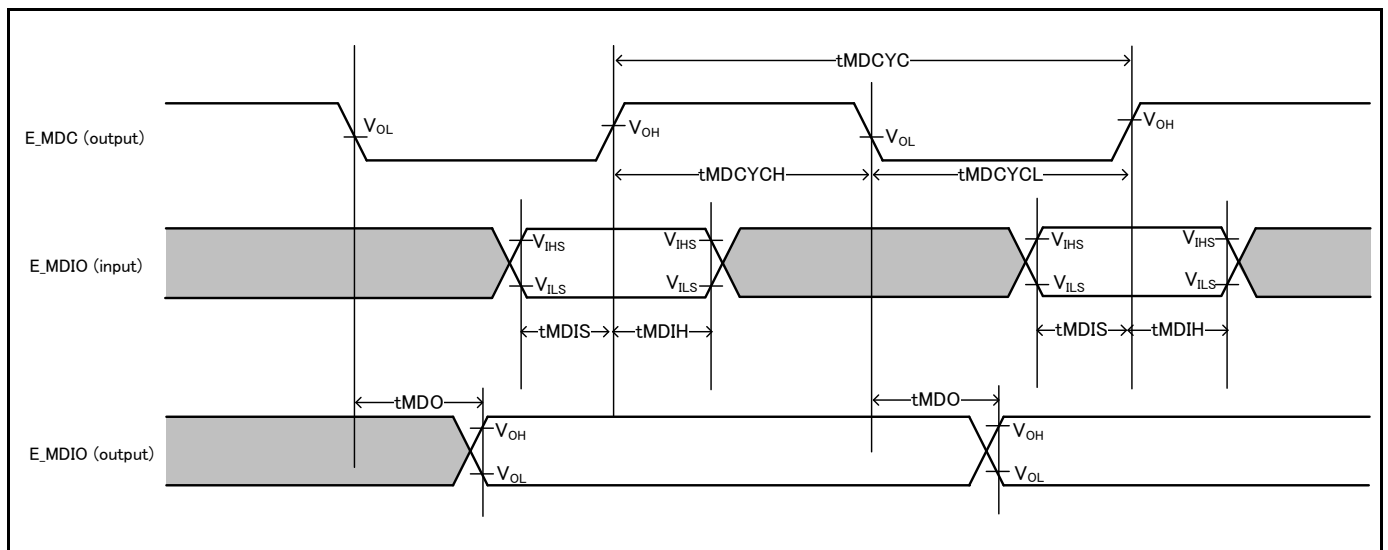 tMDCYC
E_MDC (output)
VOL
VOH
VOL
VOH
tMDCYCH
tMDCYCL
E_MDIO (input)
VIHS
VIHS
VIHS
VIHS
VILS
VILS
VILS
VILS
tMDIS
tMDIH
tMDIS
tMDIH
tMDO
tMDO
E_MDIO (output)
VOH
VOH
VOL
VOL